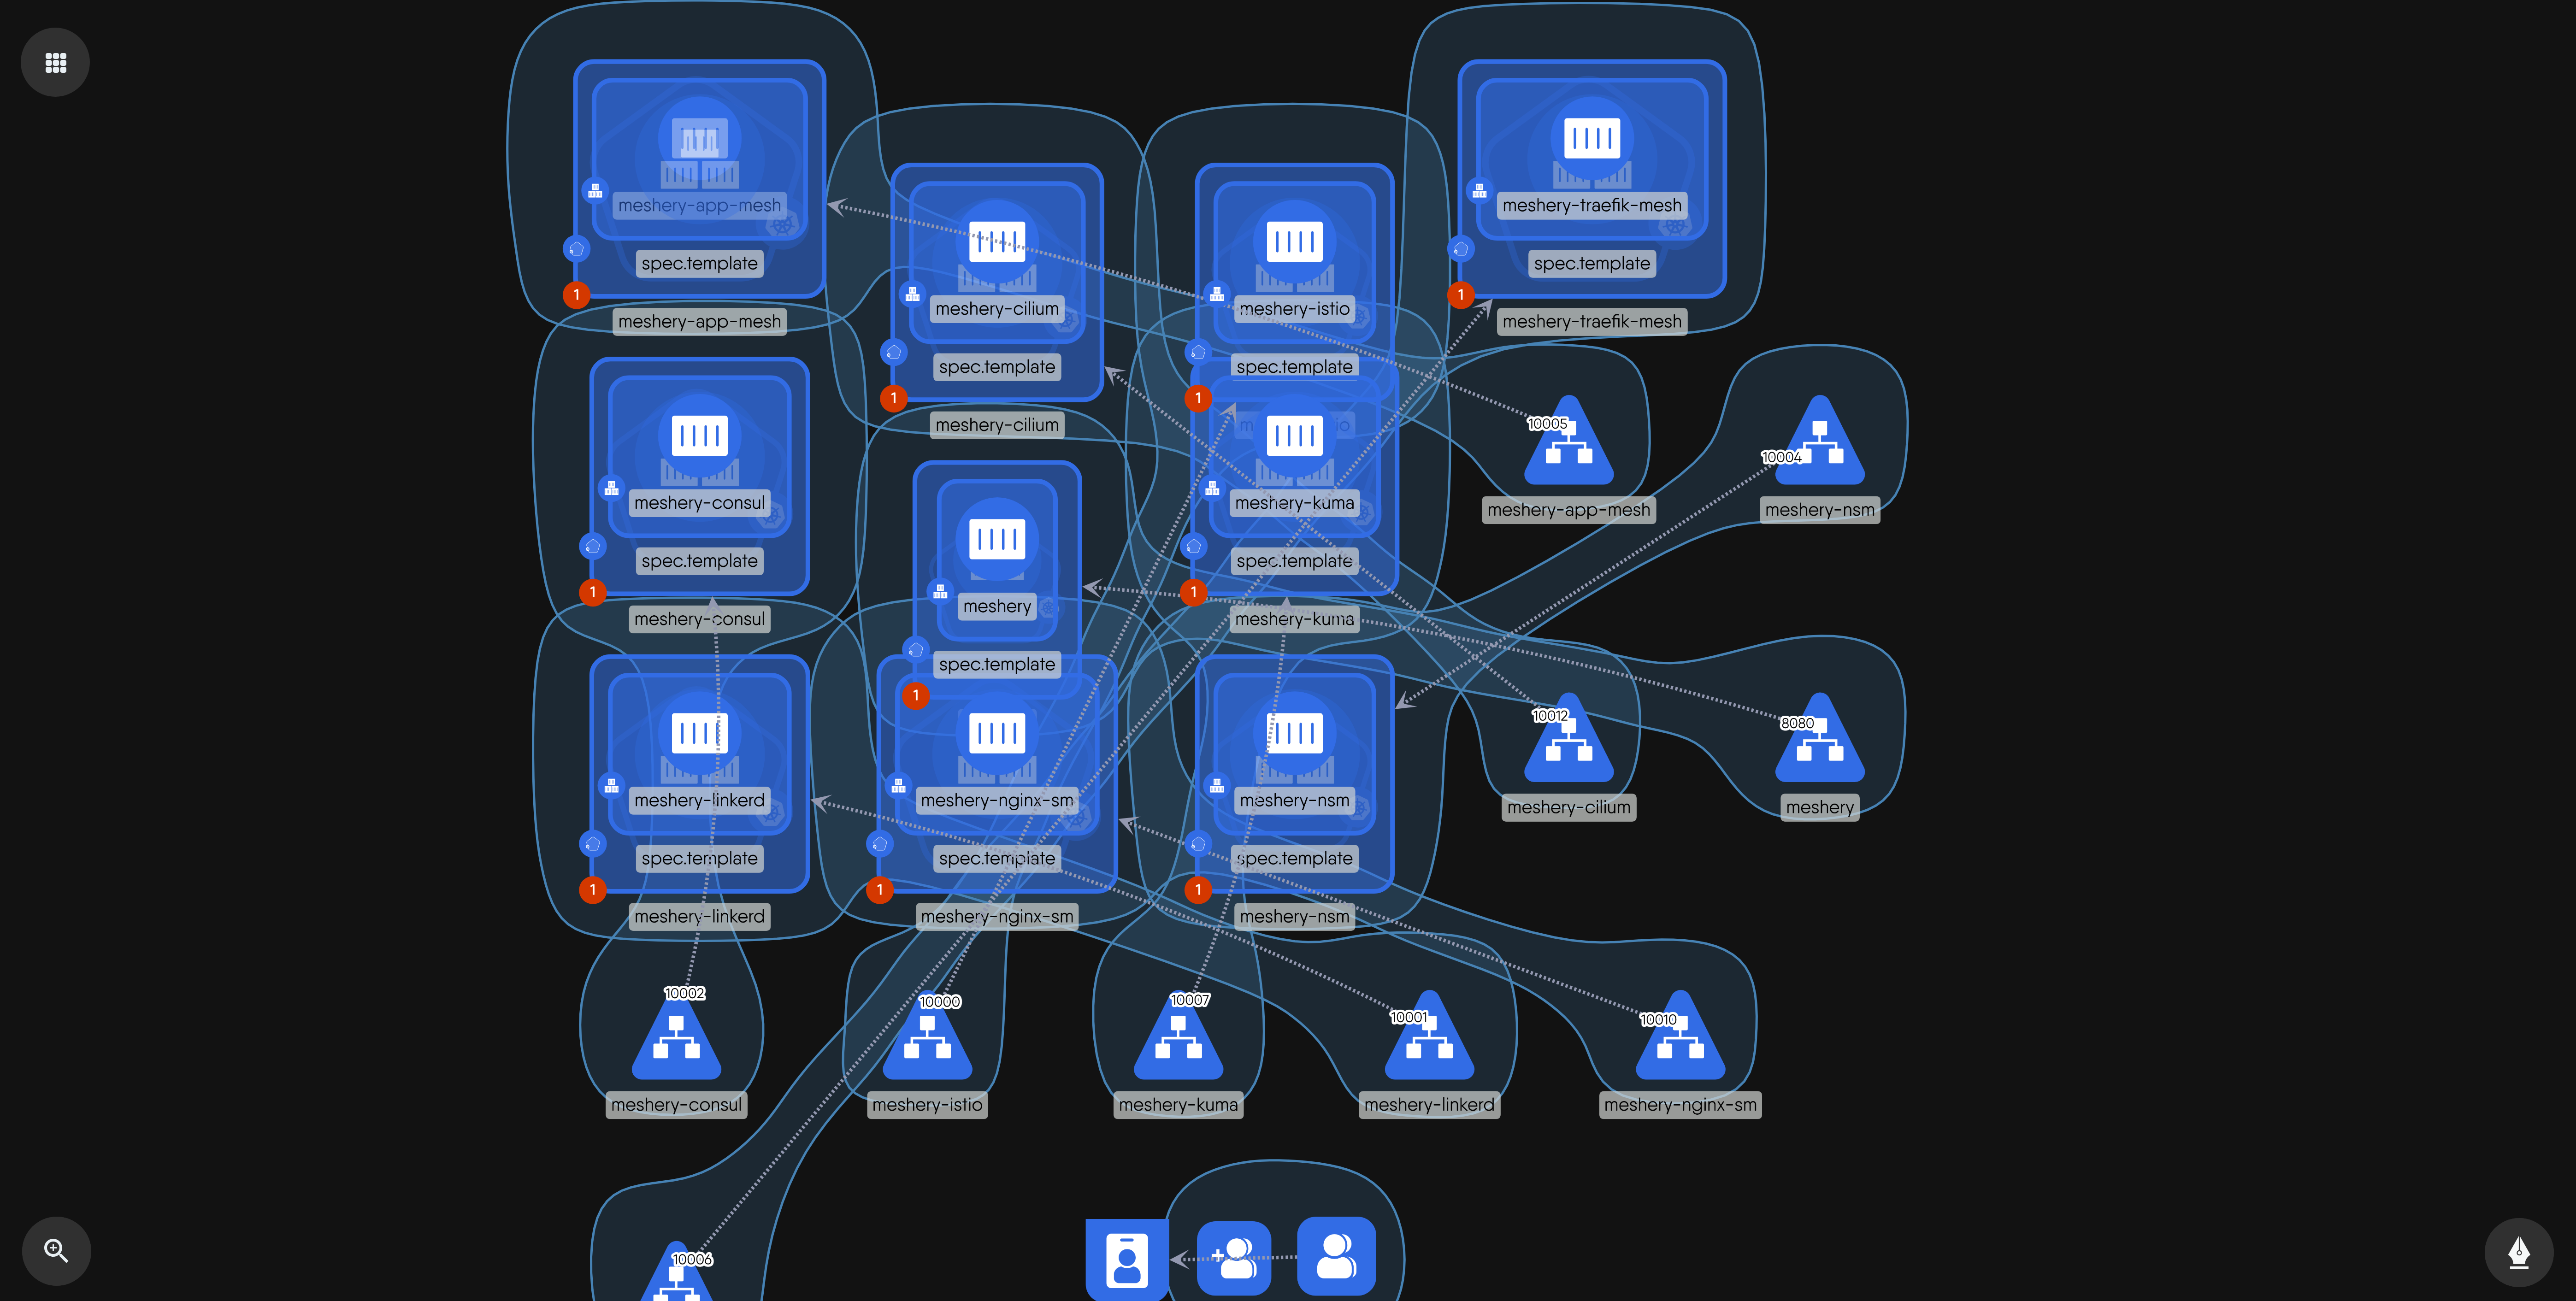 meshery-app-mesh
spec.template
1
meshery-app-mesh
meshery-cilium
spec.template
1
meshery-cilium
meshery-istio
spec.template
1
meshery-traefik-mesh
spec.template
1
meshery-traefik-mesh
meshery-consul
spec.template
1
meshery-consul
meshery
spec.template
1
meshery-kuma
spec.template
1
meshery-kuma
10005
meshery-app-mesh
10004
meshery-nsm
meshery-linkerd
spec.template
1
meshery-linkerd
meshery-nginx-sm
spec.template
1
meshery-nginx-sm
meshery-nsm
spec.template
1
meshery-nsm
10012
meshery-cilium
8080
meshery
10002
meshery-consul
10000
meshery-istio
10007
meshery-kuma
10001
meshery-linkerd
10010
meshery-nginx-sm
10006